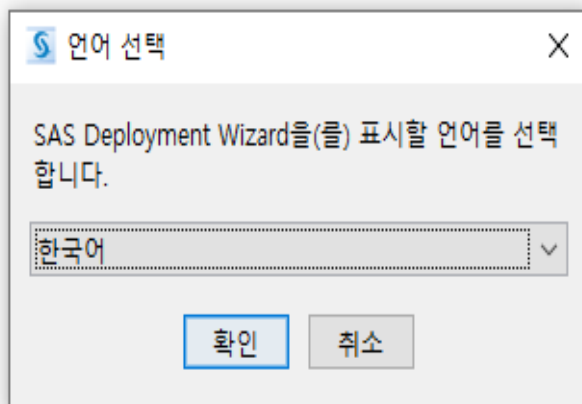 언어 선택
SAS Deployment Wizard을(를) 표시할 언어를 선택
합니다.
한국어
확인 취소